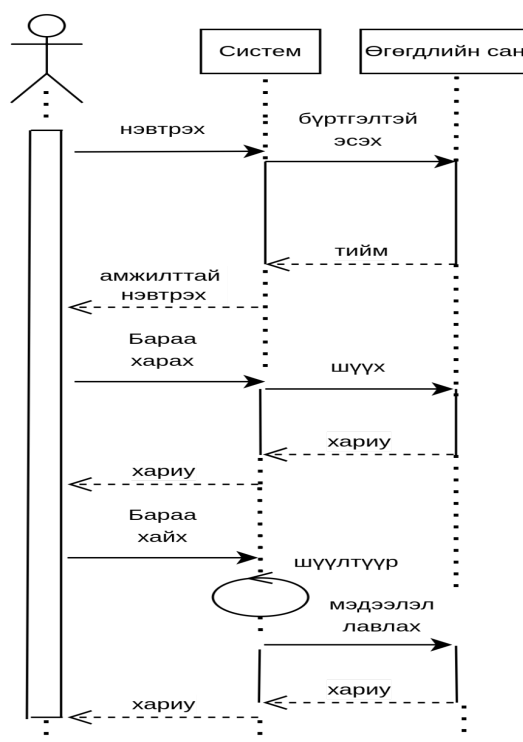 Систем
Өгөгдлийн сан
нэвтрэх
бүртгэлтэй
эсэх
тийм
амжилттай
нэвтрэх
Бараа
харах
шүүх
хариу
хариу
Бараа
хайх
шүүлтүүр
мэдээлэл
лавлах
хариу
хариу